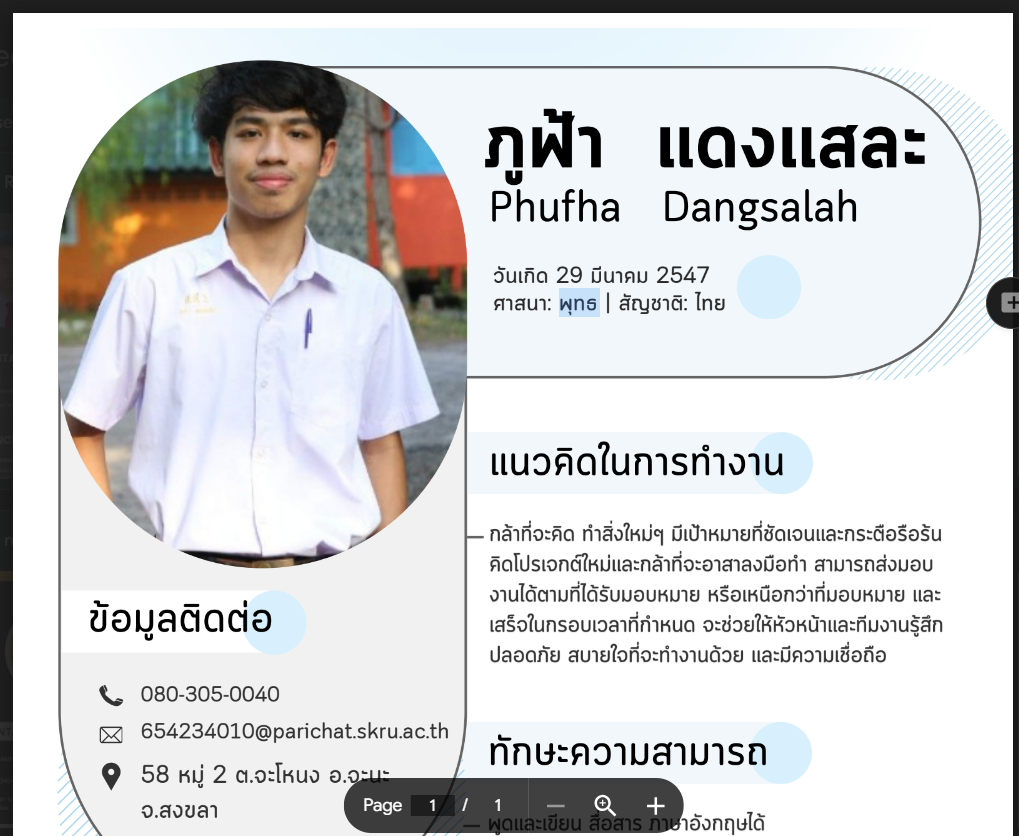 ภูฟ้า แดงแสละ
Phufha Dangsalah
วันเกิด 29 มีนาคม 2547
ศาสนา: พุทธ | สัญชาติ: ไทย
แนวคิดในการทำงาน
กล้าที่จะคิด ทำสิ่งใหม่ๆ มีเป้าหมายที่ชัดเจนและกระตือรือร้น
คิดโปรเจกต์ใหม่และกล้าที่จะอาสาลงมือทำ สามารถส่งมอบ
งานได้ตามที่ได้รับมอบหมาย หรือเหนือกว่าที่มอบหมาย และ
เสร็จในกรอบเวลาที่กำหนด จะช่วยให้หัวหน้าและทีมงานรู้สึก
ปลอดภัย สบายใจที่จะทำงานด้วย และมีความเชื่อถือ
ข้อมูลติดต่อ
080-305-0040
654234010@parichat.skru.ac.th
58 หมู่ 2 ต.จะโหนง อ.จะนะ
จ.สงขลา
ทักษะความสามารถ
พูดและเขียน สื่อสาร ภาษาอังกฤษได้
Page 1 / 1